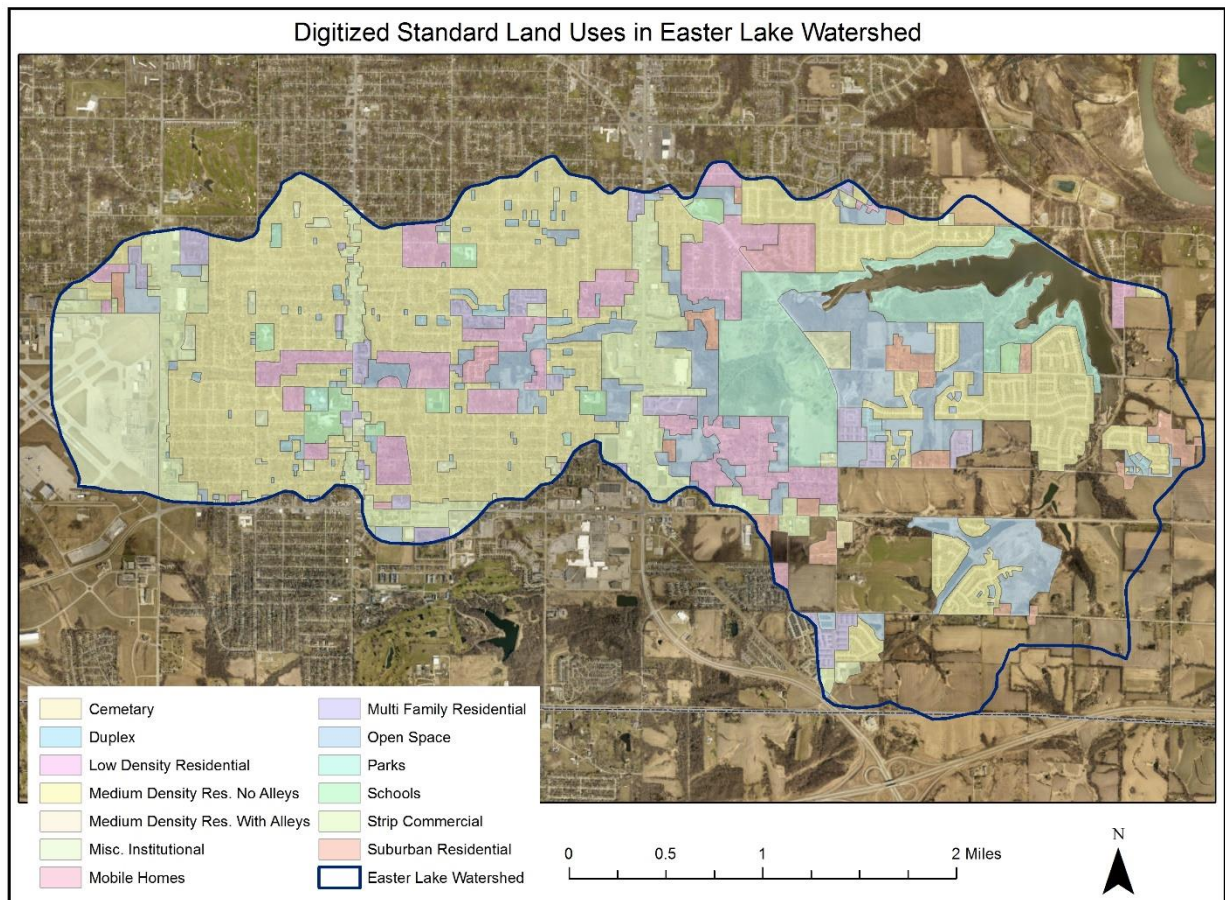 Digitized Standard Land Uses in Easter Lake Watershed
Cemetary
Duplex
Low Density Residential
Medium Density Res. No Alleys
Medium Density Res. With Alleys
Misc. Institutional
Mobile Homes
Multi Family Residential
Open Space
Parks
Schools
Strip Commercial
Suburban Residential
Easter Lake Watershed
0 0.5 1 2 Miles
N